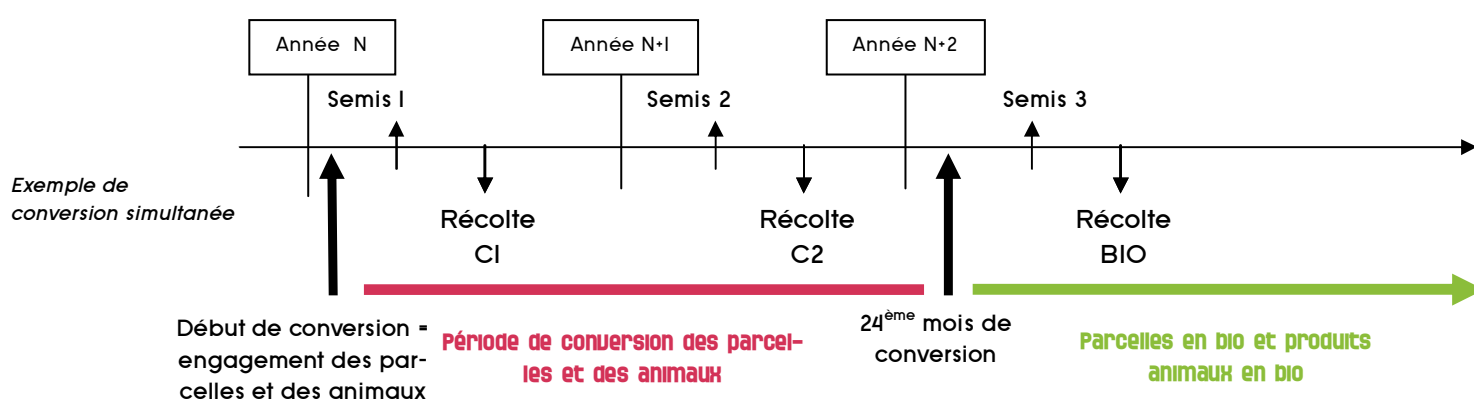 Année N
Année N+1
Année N+2
Semis 1
Semis 2
Semis 3
Exemple de
conversion simultanée
Récolte
C1
Récolte
C2
Récolte
BIO
Début de conversion =
engagement des par-
celles et des animaux
Période de conversion des parcel-
les et des animaux
24ème mois de
conversion
Parcelles en bio et produits
animaux en bio